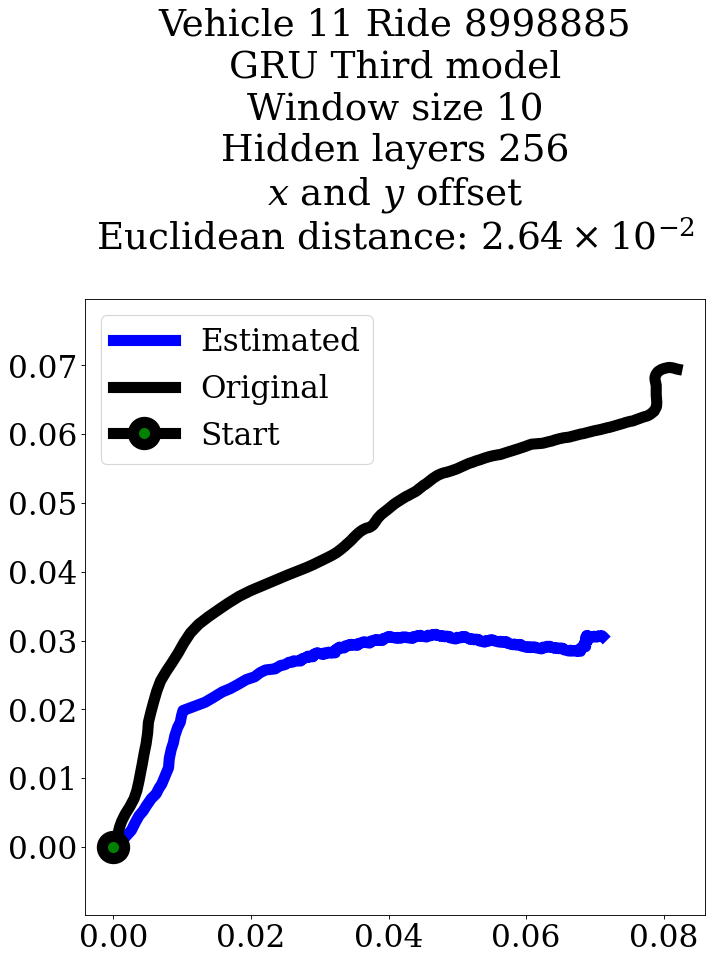 Vehicle 11 Ride 8998885
GRU Third model
Window size 10
Hidden layers 256
x and y offset
Euclidean distance: 2.64 × 10⁻²
Estimated
Original
Start
0.07
0.06
0.05
0.04
0.03
0.02
0.01
0.00
0.00 0.02 0.04 0.06 0.08